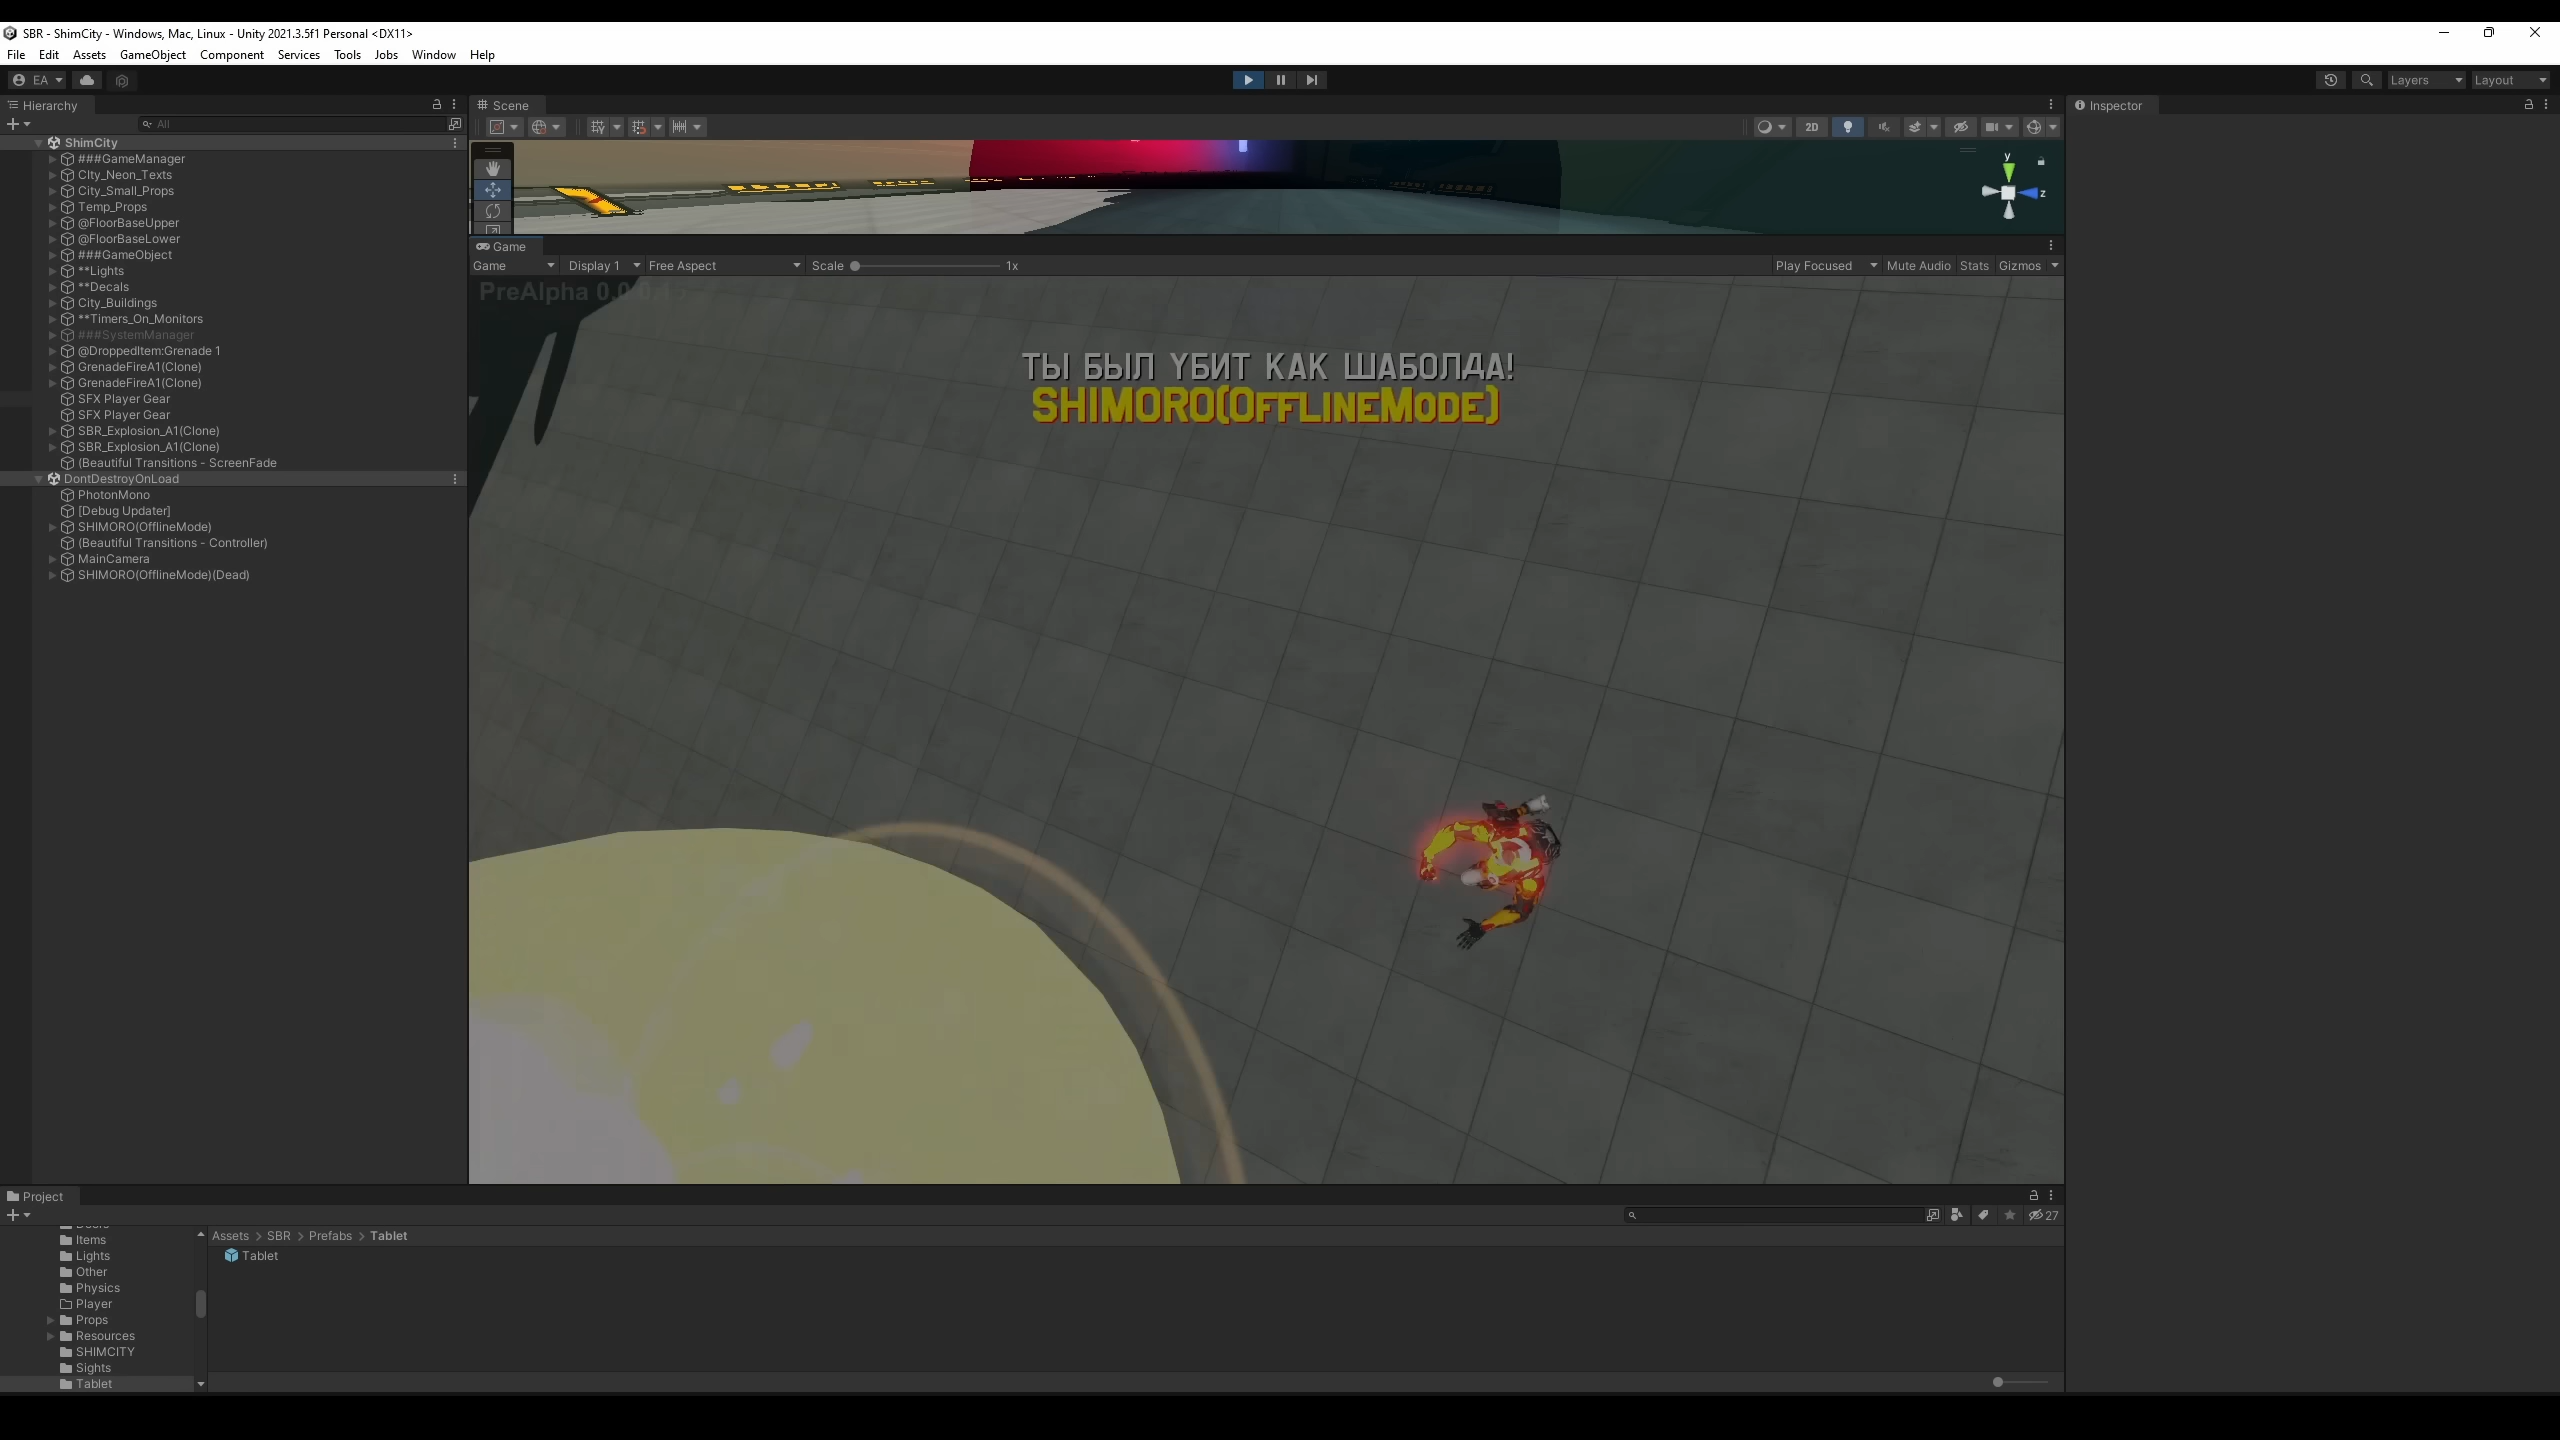 SBR - ShimCity - Windows, Mac, Linux - Unity 2021.3.5f1 Personal <DX11>
File Edit Assets GameObject Component Services Tools Jobs Window Help
EA Layers Layout
Hierarchy
All
ShimCity
###GameManager
CIty_Neon_Texts
City_Small_Props
Temp_Props
@FloorBaseUpper
@FloorBaseLower
###GameObject
**Lights
**Decals
City_Buildings
**Timers_On_Monitors
###SystemManager
@DroppedItem:Grenade 1
GrenadeFireA1(Clone)
GrenadeFireA1(Clone)
SFX Player Gear
SFX Player Gear
SBR_Explosion_A1(Clone)
SBR_Explosion_A1(Clone)
(Beautiful Transitions - ScreenFade
DontDestroyOnLoad
PhotonMono
[Debug Updater]
SHIMORO(OfflineMode)
(Beautiful Transitions - Controller)
MainCamera
SHIMORO(OfflineMode)(Dead)
Scene
2D
y
z
Game
Game Display 1 Free Aspect Scale 1x Play Focused Mute Audio Stats Gizmos
PreAlpha 0.0.0.1
ТЫ БЫЛ УБИТ КАК ШАБОЛДА!
SHIMORO(OfflineMode)
Inspector
Project
27
Items
Lights
Other
Physics
Player
Props
Resources
SHIMCITY
Sights
Tablet
Assets > SBR > Prefabs > Tablet
Tablet